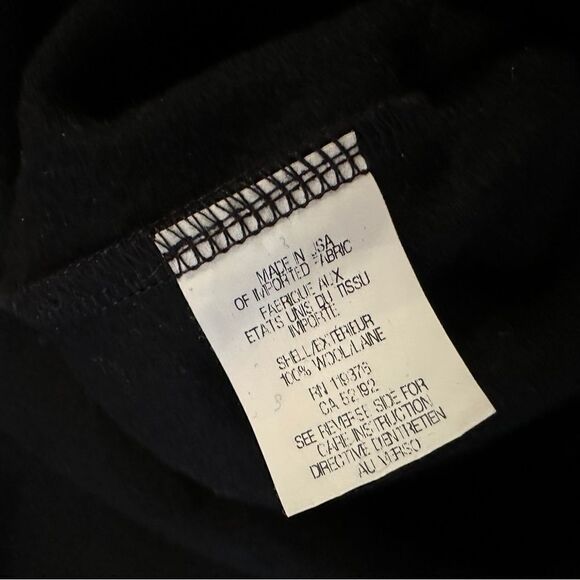 MADE IN USA
OF IMPORTED FABRIC
FABRIQUE AUX
ETATS UNIS DU TISSU
IMPORTE
SHELL/EXTERIEUR
100% WOOL/LAINE
RN 119376
CA 52192
SEE REVERSE SIDE FOR
CARE INSTRUCTION
DIRECTIVE D'ENTRETIEN
AU VERSO